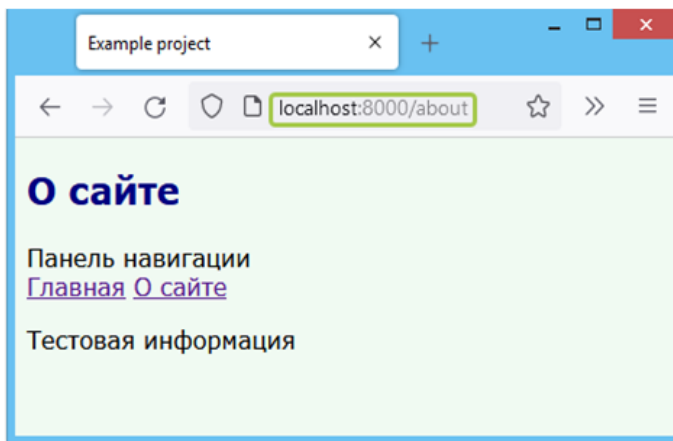 Example project
localhost:8000/about
О сайте
Панель навигации
Главная О сайте
Тестовая информация